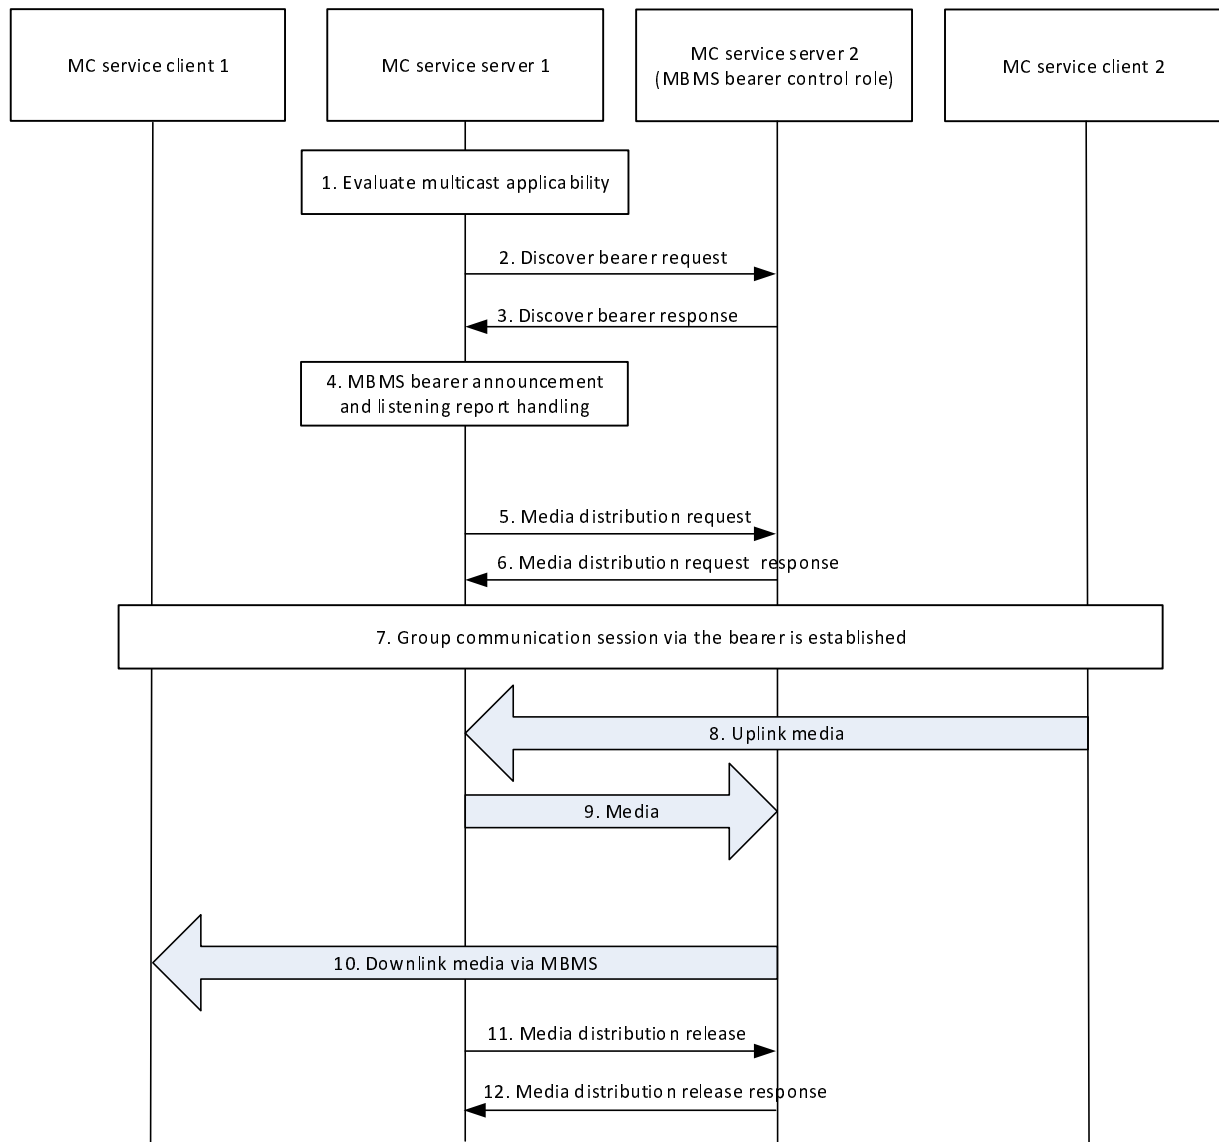 MC service client 1
MC service server 1
MC service server 2
(MBMS bearer control role)
MC service client 2
1. Evaluate multicast applicability
2. Discover bearer request
3. Discover bearer response
4. MBMS bearer announcement
and listening report handling
5. Media distribution request
6. Media distribution request response
7. Group communication session via the bearer is established
8. Uplink media
9. Media
10. Downlink media via MBMS
11. Media distribution release
12. Media distribution release response